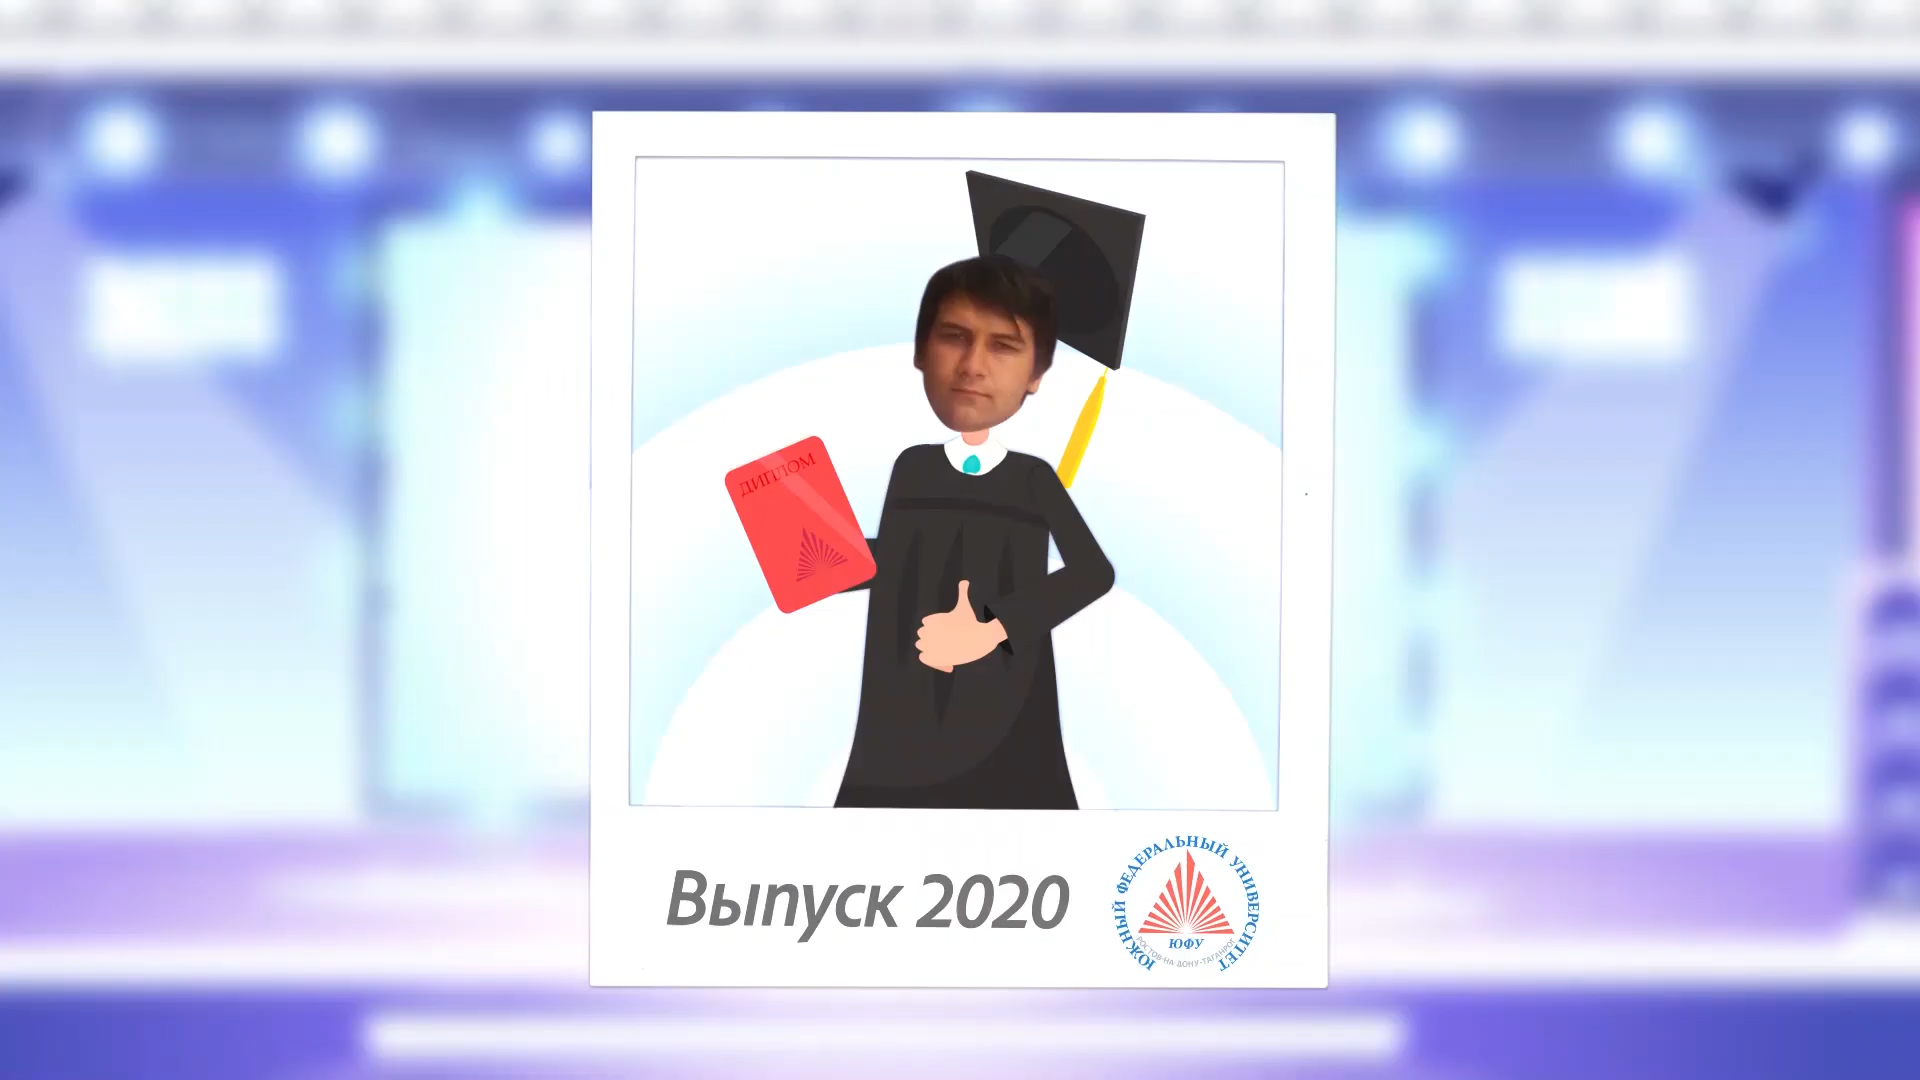 ДИПЛОМ
Выпуск 2020
ЮЖНЫЙ ФЕДЕРАЛЬНЫЙ УНИВЕРСИТЕТ
ЮФУ
РОСТОВ-НА-ДОНУ-ТАГАНРОГ